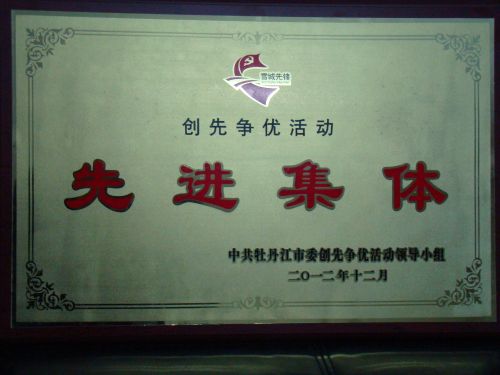 雪城先锋
创先争优活动
先进集体
中共牡丹江市委创先争优活动领导小组
二〇一二年十二月